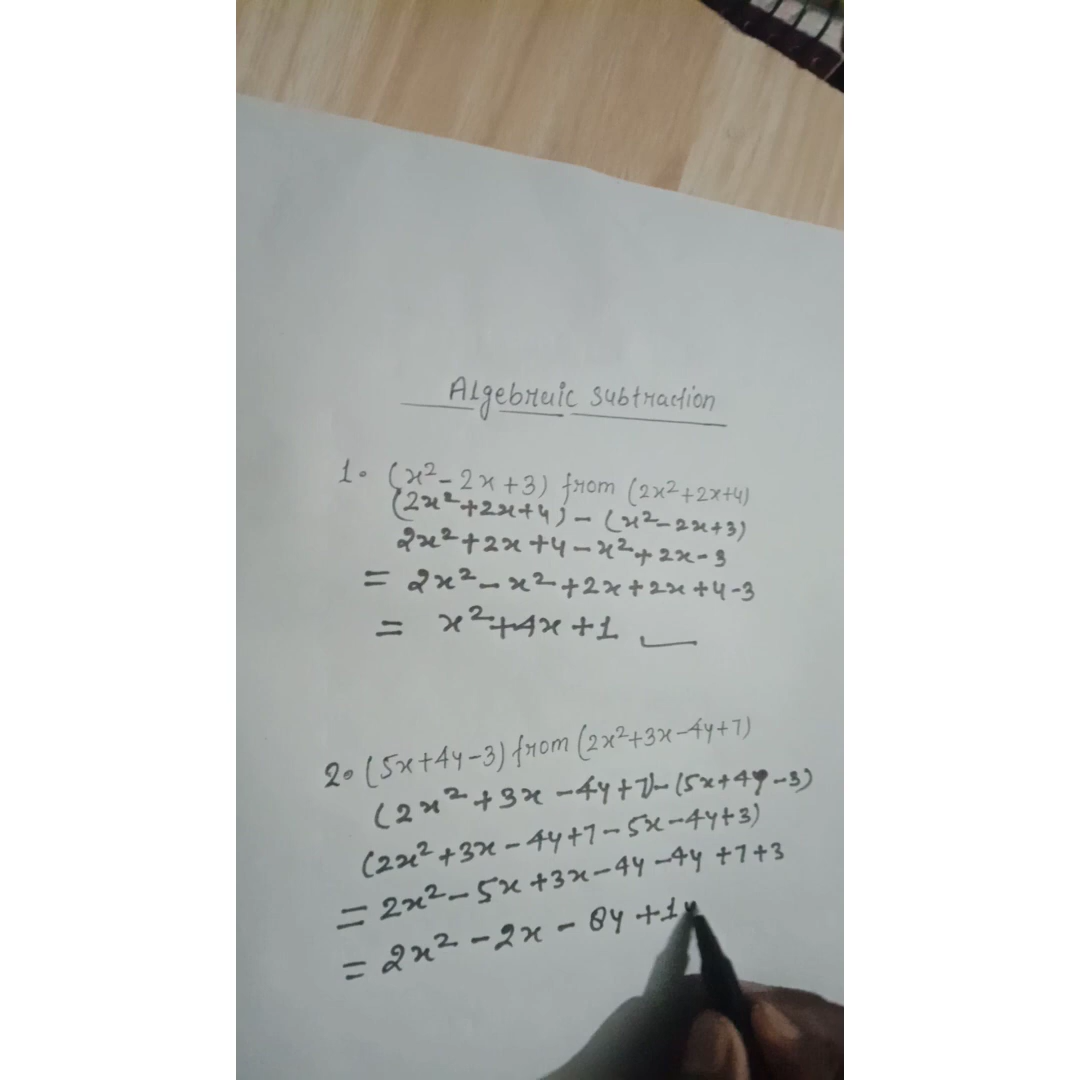 Algebraic subtraction
1. (x² - 2x + 3) from (2x² + 2x + 4)
(2x² + 2x + 4) - (x² - 2x + 3)
2x² + 2x + 4 - x² + 2x - 3
= 2x² - x² + 2x + 2x + 4 - 3
= x² + 4x + 1
2. (5x + 4y - 3) from (2x² + 3x - 4y + 7)
(2x² + 3x - 4y + 7) - (5x + 4y - 3)
(2x² + 3x - 4y + 7 - 5x - 4y + 3)
= 2x² - 5x + 3x - 4y - 4y + 7 + 3
= 2x² - 2x - 8y + 1